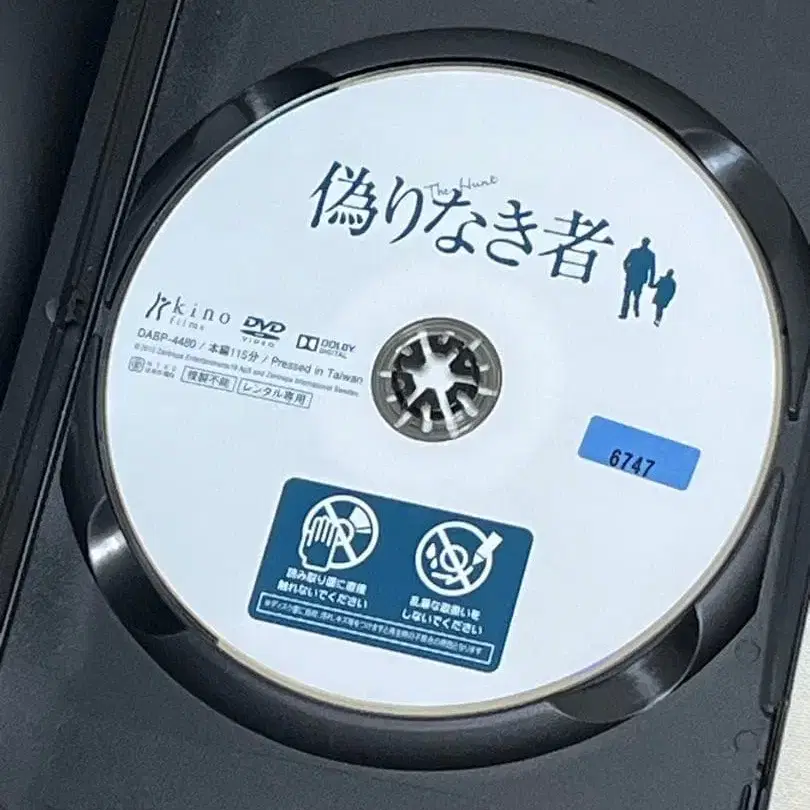 The Hunt
偽りなき者
kino
films
DVD
VIDEO
DOLBY
DIGITAL
DABP-4480 / 本編115分 / Pressed in Taiwan
複製不能
レンタル専用
6747
読み取り面に直接
触れないでください
乱暴な取扱いを
しないでください